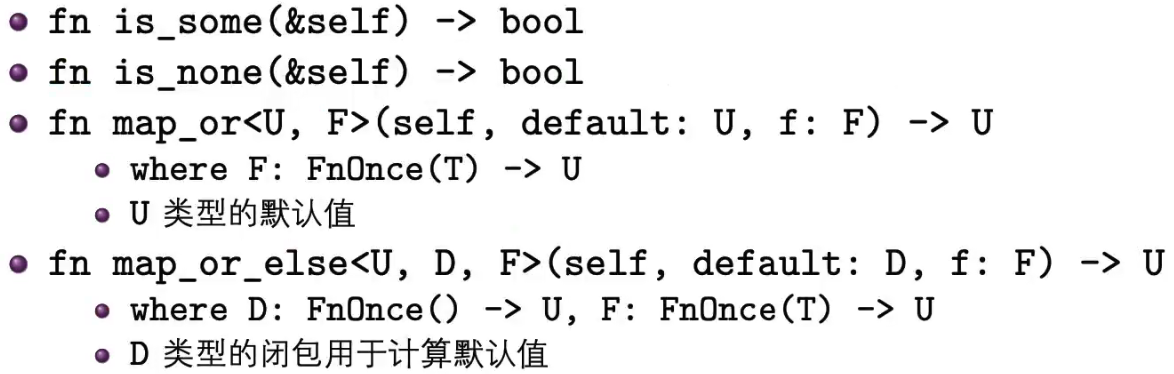 fn is_some(&self) -> bool
fn is_none(&self) -> bool
fn map_or<U, F>(self, default: U, f: F) -> U
where F: FnOnce(T) -> U
U 类型的默认值
fn map_or_else<U, D, F>(self, default: D, f: F) -> U
where D: FnOnce() -> U, F: FnOnce(T) -> U
D 类型的闭包用于计算默认值